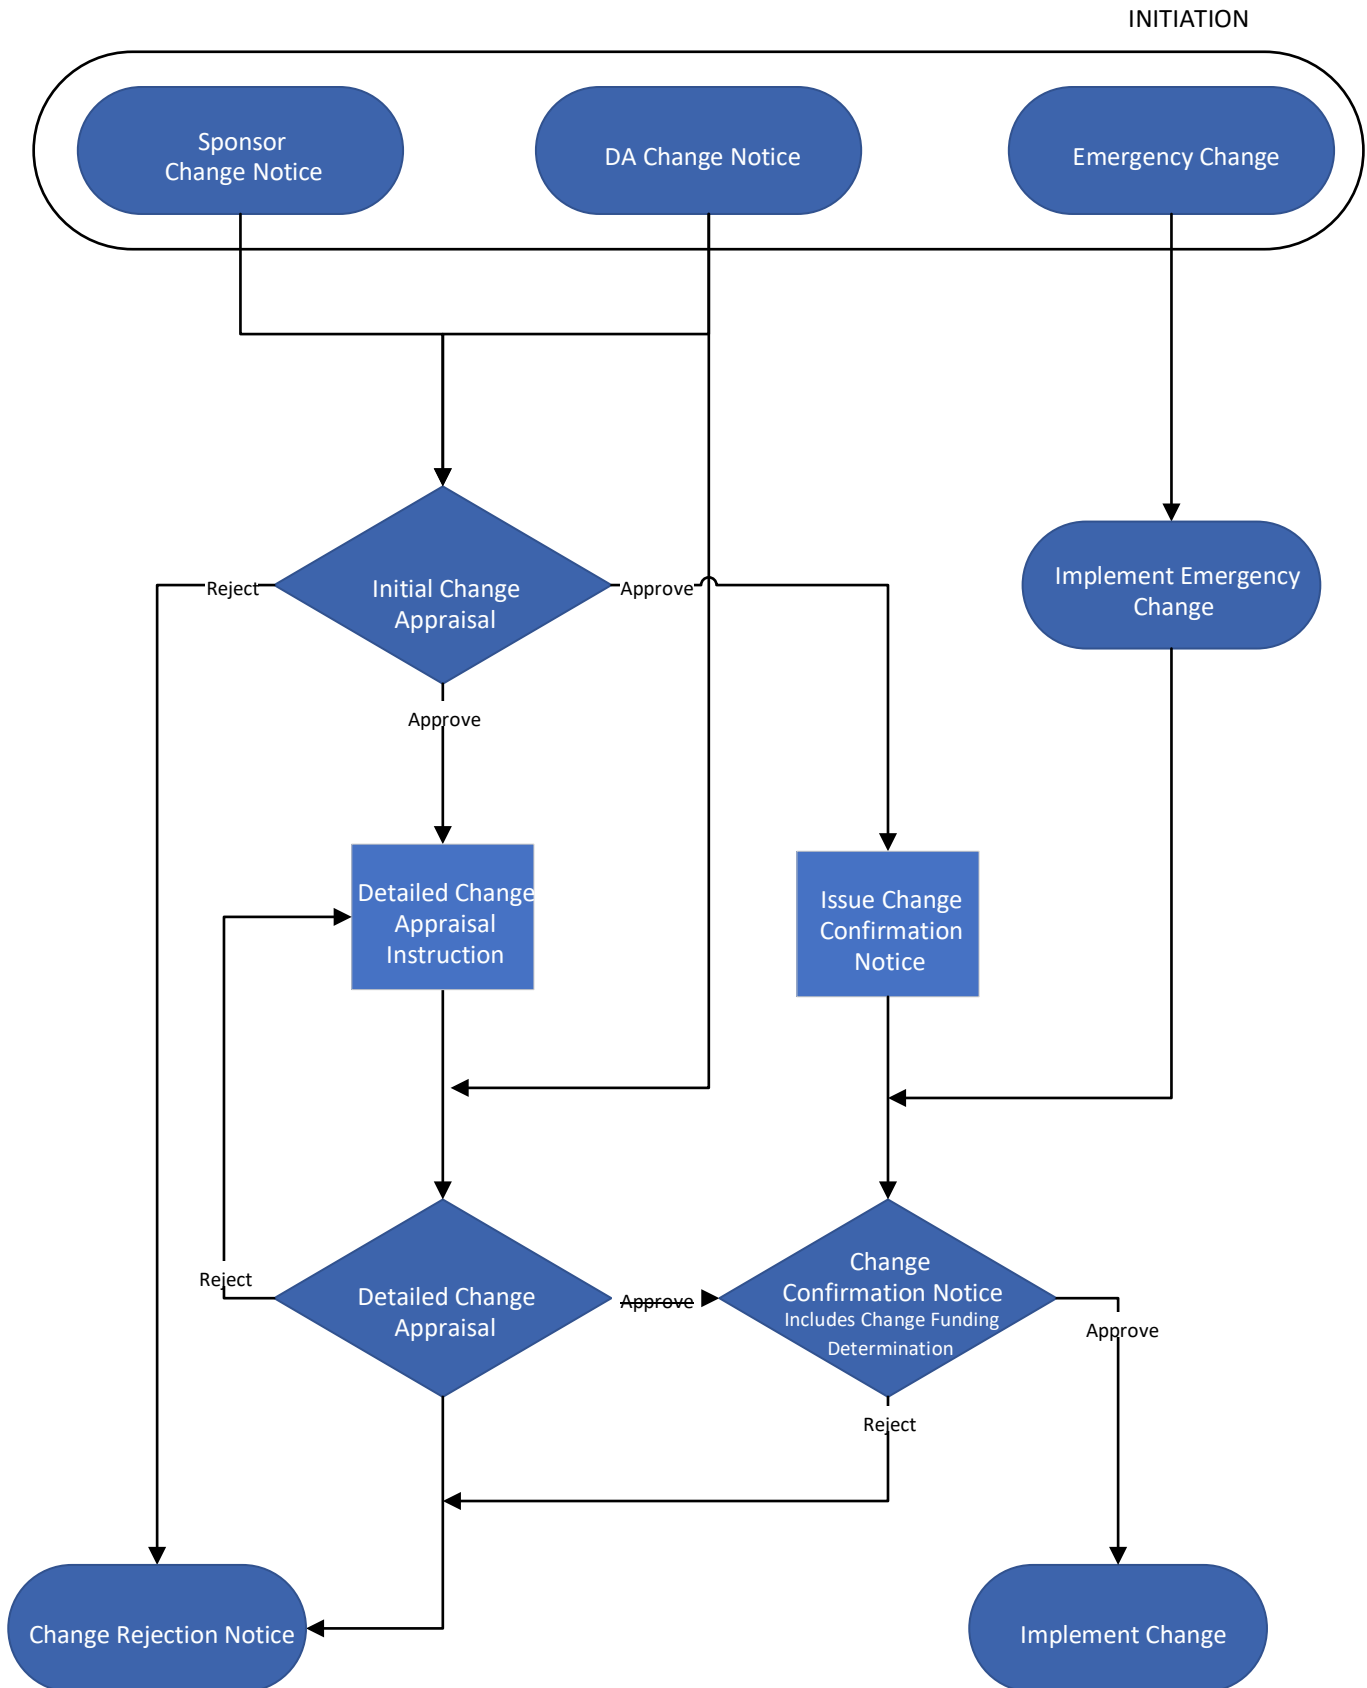 INITIATION
Sponsor
Change Notice
DA Change Notice
Emergency Change
Reject
Initial Change
Appraisal
Approve
Implement Emergency
Change
Approve
Detailed Change
Appraisal
Instruction
Issue Change
Confirmation
Notice
Reject
Detailed Change
Appraisal
Approve
Change
Confirmation Notice
Includes Change Funding
Determination
Approve
Reject
Change Rejection Notice
Implement Change